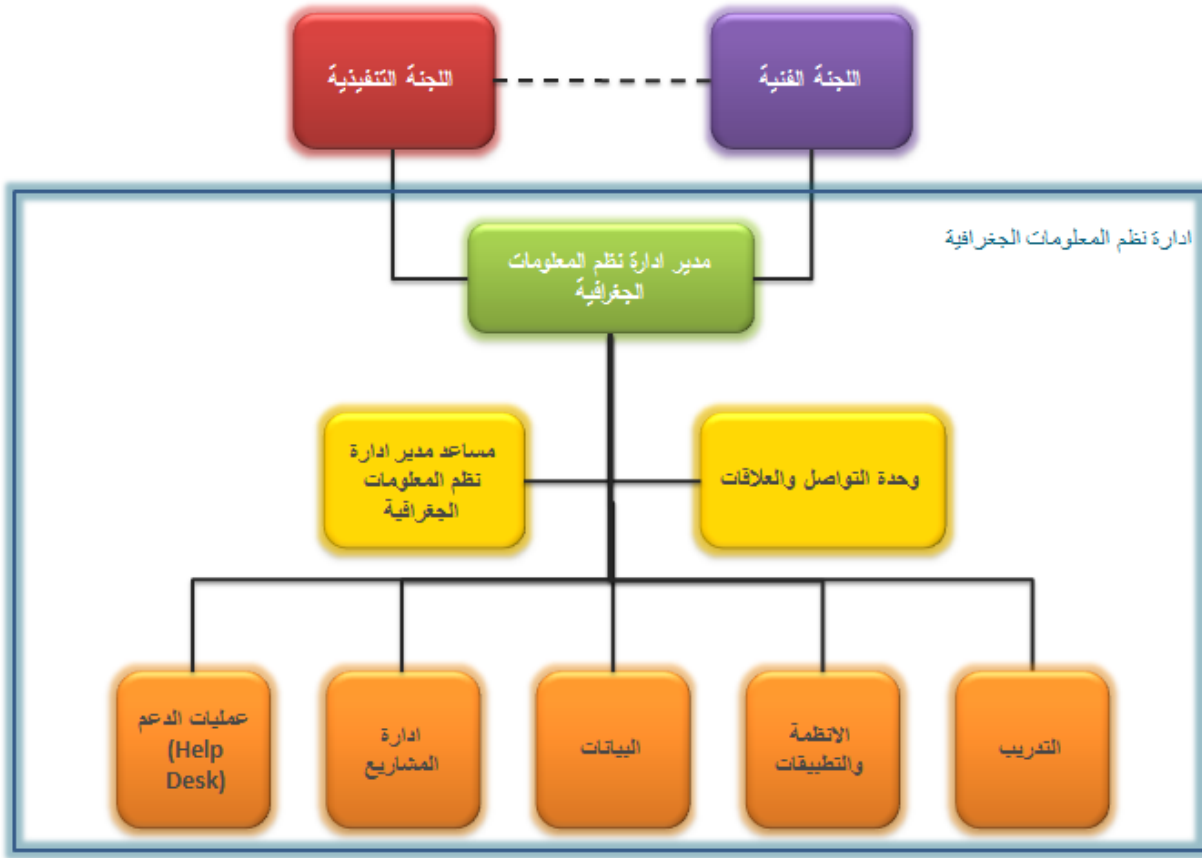 اللجنة الفنية
اللجنة التنفيذية
ادارة نظم المعلومات الجغرافية
مدير ادارة نظم المعلومات
الجغرافية
وحدة التواصل والعلاقات
مساعد مدير ادارة
نظم المعلومات
الجغرافية
التدريب
الانظمة
والتطبيقات
البيانات
ادارة
المشاريع
عمليات الدعم
(Help
Desk)